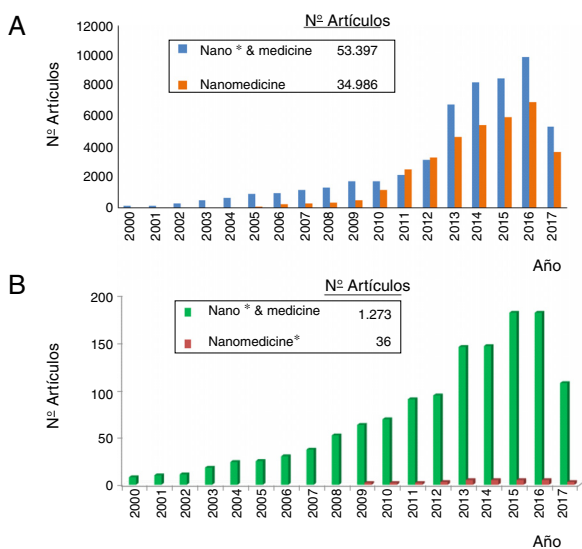 A
Nº Artículos
Nº Artículos
12000
10000
8000
6000
4000
2000
0
Nano * & medicine 53.397
Nanomedicine 34.986
2000 2001 2002 2003 2004 2005 2006 2007 2008 2009 2010 2011 2012 2013 2014 2015 2016 2017
Año
B
Nº Artículos
Nº Artículos
200
150
100
50
0
Nano * & medicine 1.273
Nanomedicine* 36
2000 2001 2002 2003 2004 2005 2006 2007 2008 2009 2010 2011 2012 2013 2014 2015 2016 2017
Año